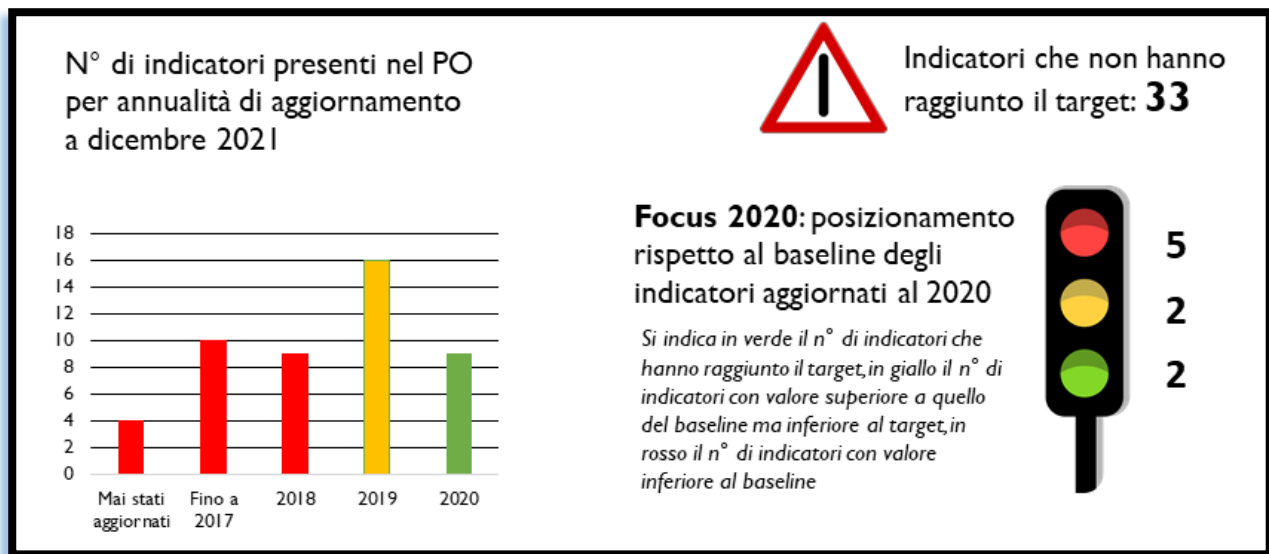 N° di indicatori presenti nel PO
per annualità di aggiornamento
a dicembre 2021
Indicatori che non hanno
raggiunto il target: 33
18
16
14
12
10
8
6
4
2
0
Mai stati
aggiornati
Fino a
2017
2018
2019
2020
Focus 2020: posizionamento
rispetto al baseline degli
indicatori aggiornati al 2020
Si indica in verde il n° di indicatori che
hanno raggiunto il target, in giallo il n° di
indicatori con valore superiore a quello
del baseline ma inferiore al target, in
rosso il n° di indicatori con valore
inferiore al baseline
5
2
2